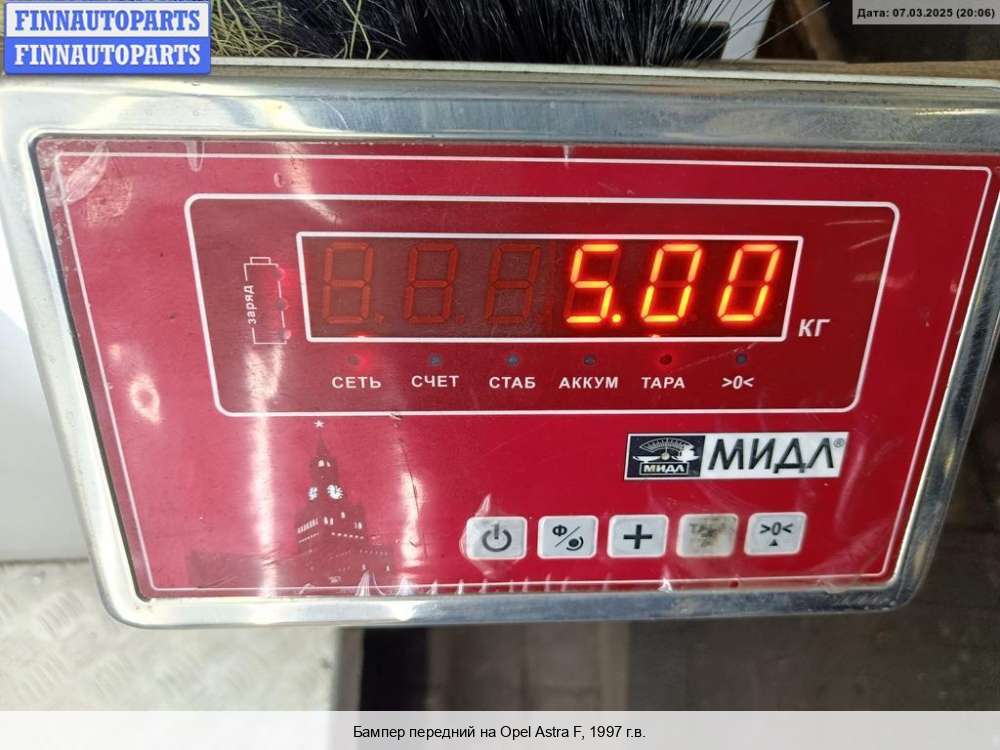 FINNAUTOPARTS
FINNAUTOPARTS
Дата: 07.03.2025 (20:06)
заряд
5.00
КГ
СЕТЬ СЧЕТ СТАБ АККУМ ТАРА >0<
МИДЛ МИДЛ®
Ф/ + >0<
Бампер передний на Opel Astra F, 1997 г.в.